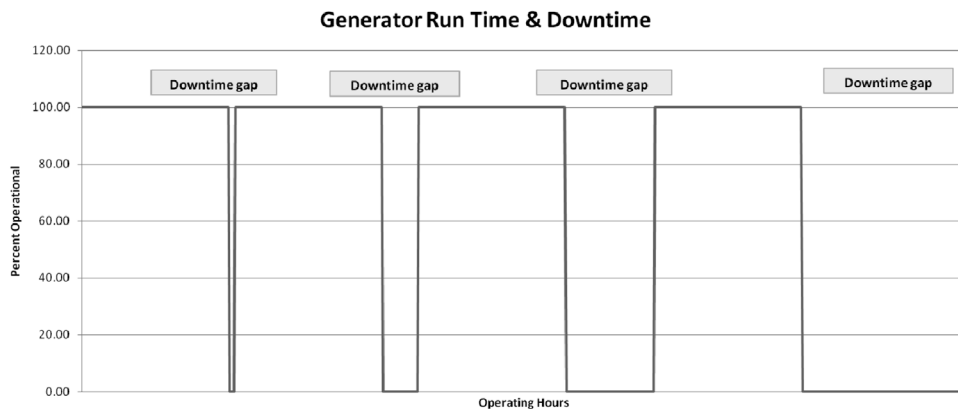 Generator Run Time & Downtime
120.00
Downtime gap
Downtime gap
Downtime gap
Downtime gap
100.00
80.00
60.00
40.00
20.00
0.00
Percent Operational
Operating Hours